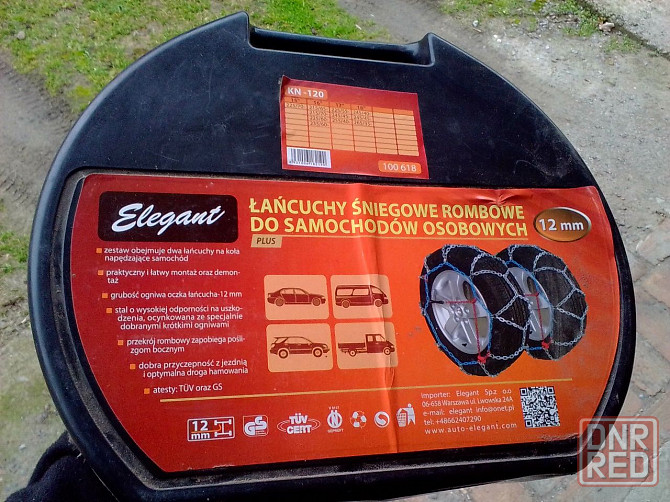 KN -120
100 618
Elegant
ŁAŃCUCHY ŚNIEGOWE ROMBOWE
DO SAMOCHODÓW OSOBOWYCH
PLUS
12 mm
zestaw obejmuje dwa łańcuchy na koła
napędzające samochód
praktyczny i łatwy montaż oraz demon-
taż
grubość ogniwa oczka łańcucha-12 mm
stal o wysokiej odporności na uszko-
dzenia, ocynkowana ze specjalnie
dobranymi krótkimi ogniwami
przekrój rombowy zapobiega pośliz-
gom bocznym
dobra przyczepność z jezdnią
i optymalna droga hamowania
atesty: TÜV oraz GS
importer: Elegant Sp.z o.o
06-658 Warszawa ul. Lwowska 24A
e-mail: elegant info@onet.pl
tel.+48662407290
www.auto-elegant.com
12
mm
GS
TÜV
CERT
DNR
RED